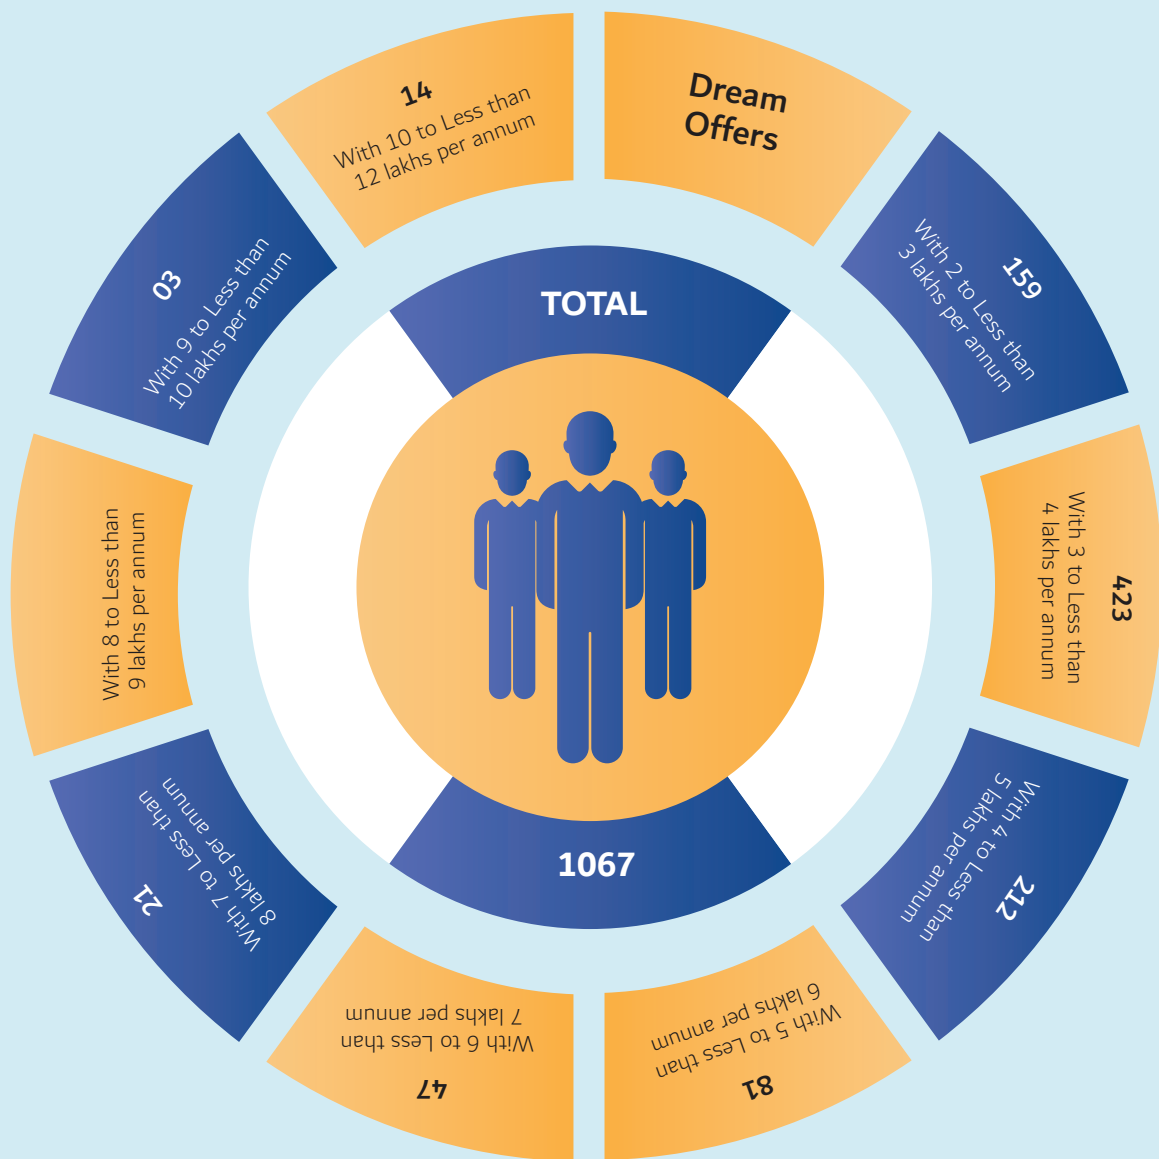 Dream
Offers
159
With 2 to Less than
3 lakhs per annum
423
With 3 to Less than
4 lakhs per annum
212
With 4 to Less than
5 lakhs per annum
81
With 5 to Less than
6 lakhs per annum
47
With 6 to Less than
7 lakhs per annum
21
With 7 to Less than
8 lakhs per annum
With 8 to Less than
9 lakhs per annum
03
With 9 to Less than
10 lakhs per annum
14
With 10 to Less than
12 lakhs per annum
TOTAL
1067